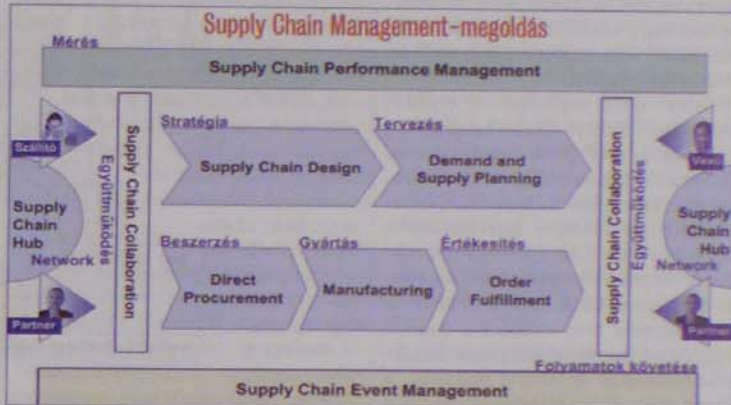 Supply Chain Management-megoldás
Mérés
Supply Chain Performance Management
Szállító
Supply
Chain
Hub
Network
Partner
Együttműködés
Supply Chain Collaboration
Stratégia
Supply Chain Design
Tervezés
Demand and
Supply Planning
Beszerzés
Direct
Procurement
Gyártás
Manufacturing
Értékesítés
Order
Fulfillment
Supply Chain Collaboration
Együttműködés
Vevő
Supply
Chain
Hub
Network
Partner
Folyamatok követése
Supply Chain Event Management